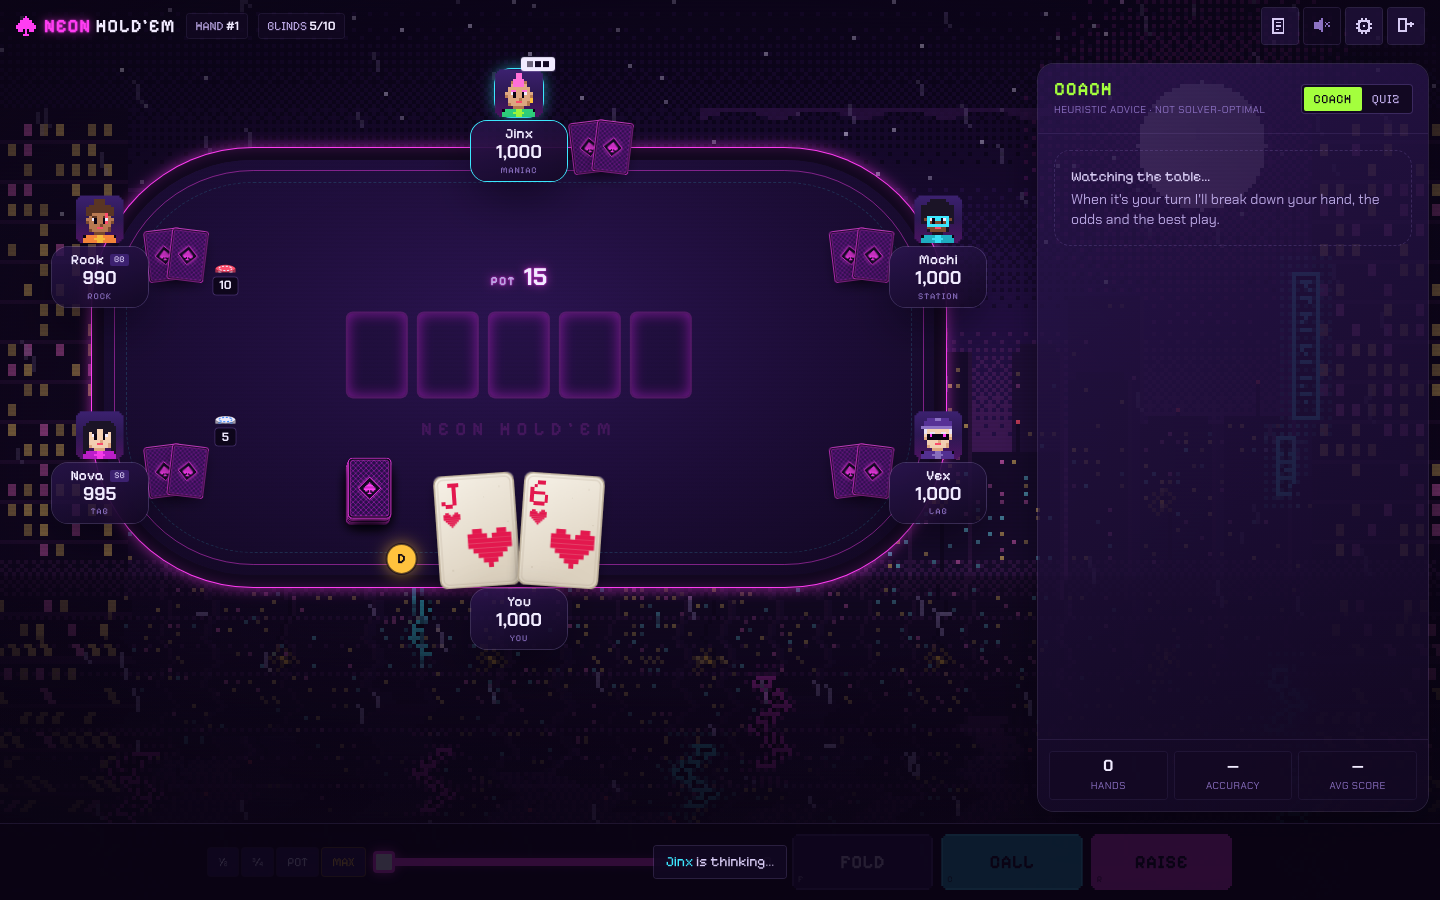 NEON HOLD'EM
HAND #1
BLINDS 5/10
Jinx
1,000
MANIAC
Rook BB
990
ROCK
10
Mochi
1,000
STATION
POT 15
NEON HOLD'EM
Nova SB
995
TAG
5
Vex
1,000
LAG
J
6
D
You
1,000
YOU
COACH
HEURISTIC ADVICE · NOT SOLVER-OPTIMAL
COACH QUIZ
Watching the table...
When it's your turn I'll break down your hand, the
odds and the best play.
0
HANDS
—
ACCURACY
—
AVG SCORE
POT
MAX
Jinx is thinking...
FOLD
CALL
RAISE